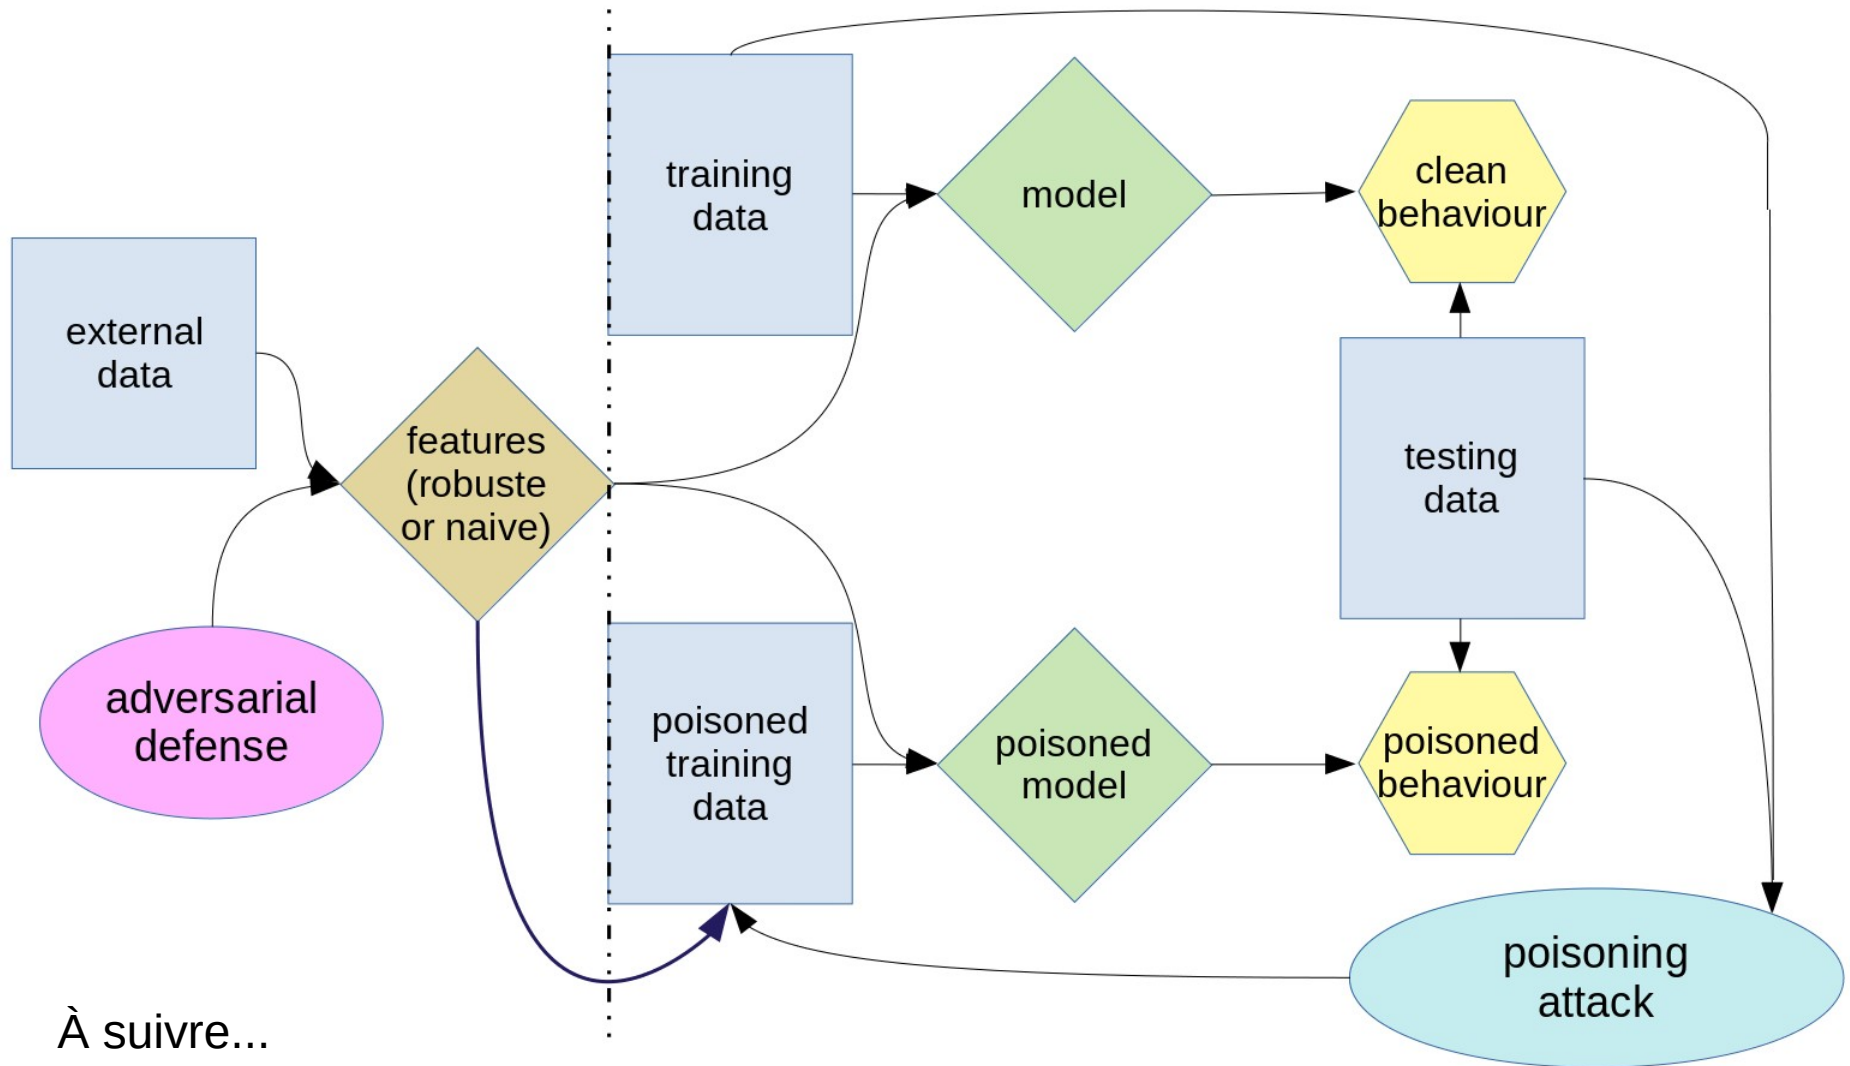 training
data
model
clean
behaviour
external
data
features
(robuste
or naive)
testing
data
adversarial
defense
poisoned
training
data
poisoned
model
poisoned
behaviour
poisoning
attack
À suivre...